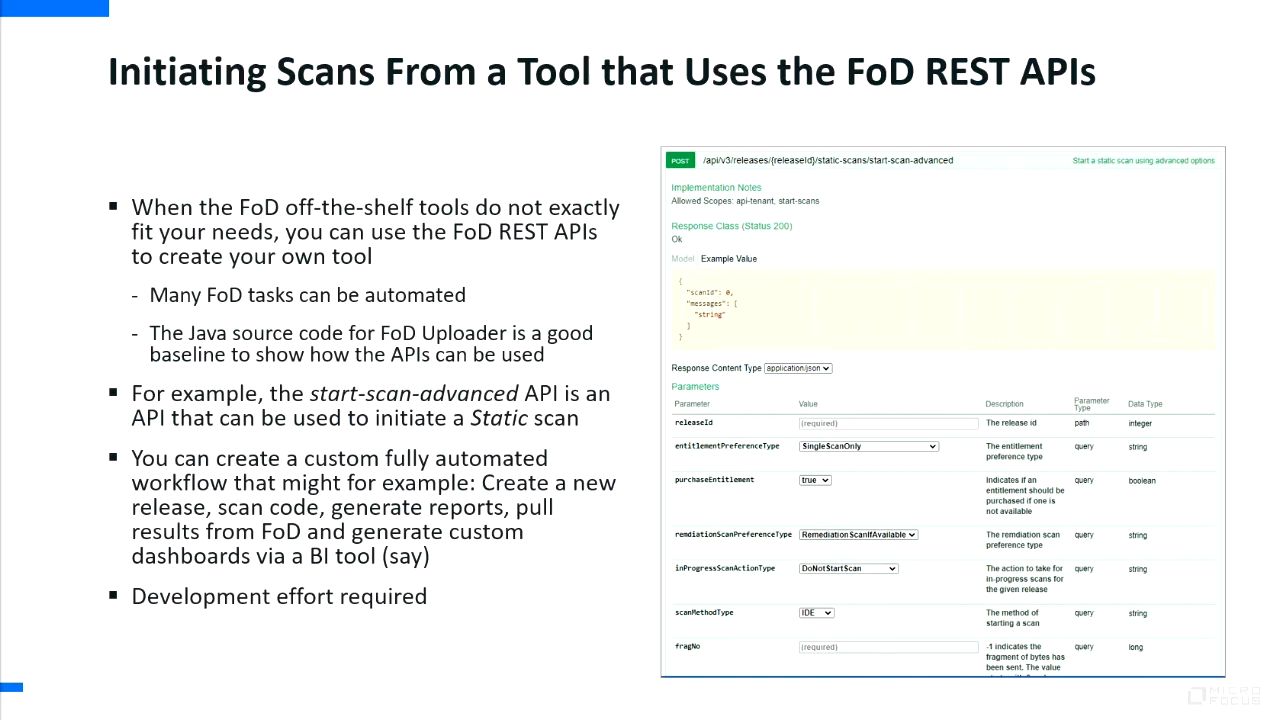 Initiating Scans From a Tool that Uses the FoD REST APIs
▪ When the FoD off-the-shelf tools do not exactly
fit your needs, you can use the FoD REST APIs
to create your own tool
- Many FoD tasks can be automated
- The Java source code for FoD Uploader is a good
baseline to show how the APIs can be used
▪ For example, the start-scan-advanced API is an
API that can be used to initiate a Static scan
▪ You can create a custom fully automated
workflow that might for example: Create a new
release, scan code, generate reports, pull
results from FoD and generate custom
dashboards via a BI tool (say)
▪ Development effort required
POST /api/v3/releases/{releaseId}/static-scans/start-scan-advanced Start a static scan using advanced options
Implementation Notes
Allowed Scopes: api-tenant, start-scans
Response Class (Status 200)
Ok
Model Example Value
{
"scanId": 0,
"messages": [
"string"
]
}
Response Content Type application/json
Parameters
Parameter Value Description Parameter Type Data Type
releaseId (required) The release id path integer
entitlementPreferenceType SingleScanOnly The entitlement preference type query string
purchaseEntitlement true Indicates if an entitlement should be purchased if one is not available query boolean
remdiationScanPreferenceType RemediationScanIfAvailable The remdiation scan preference type query string
inProgressScanActionType DoNotStartScan The action to take for in-progress scans for the given release query string
scanMethodType IDE The method of starting a scan query string
fragNo (required) -1 indicates the fragment of bytes has been sent. The value query long
MICRO
FOCUS